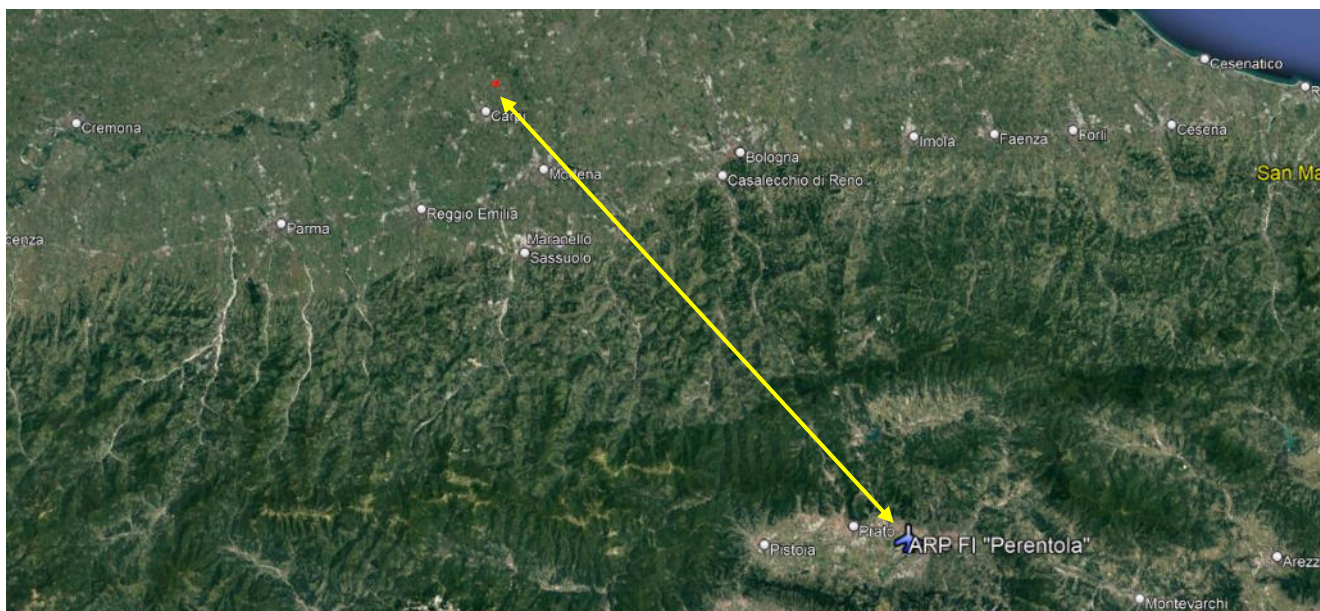 Cesenatico
R
Cremona
Carpi
Imola
Faenza
Forlì
Cesena
Bologna
Modena
Casalecchio di Reno
San Ma
Reggio Emilia
Parma
cenza
Maranello
Sassuolo
Prato
Pistoia
ARP FI "Perentola"
Arezz
Montevarchi